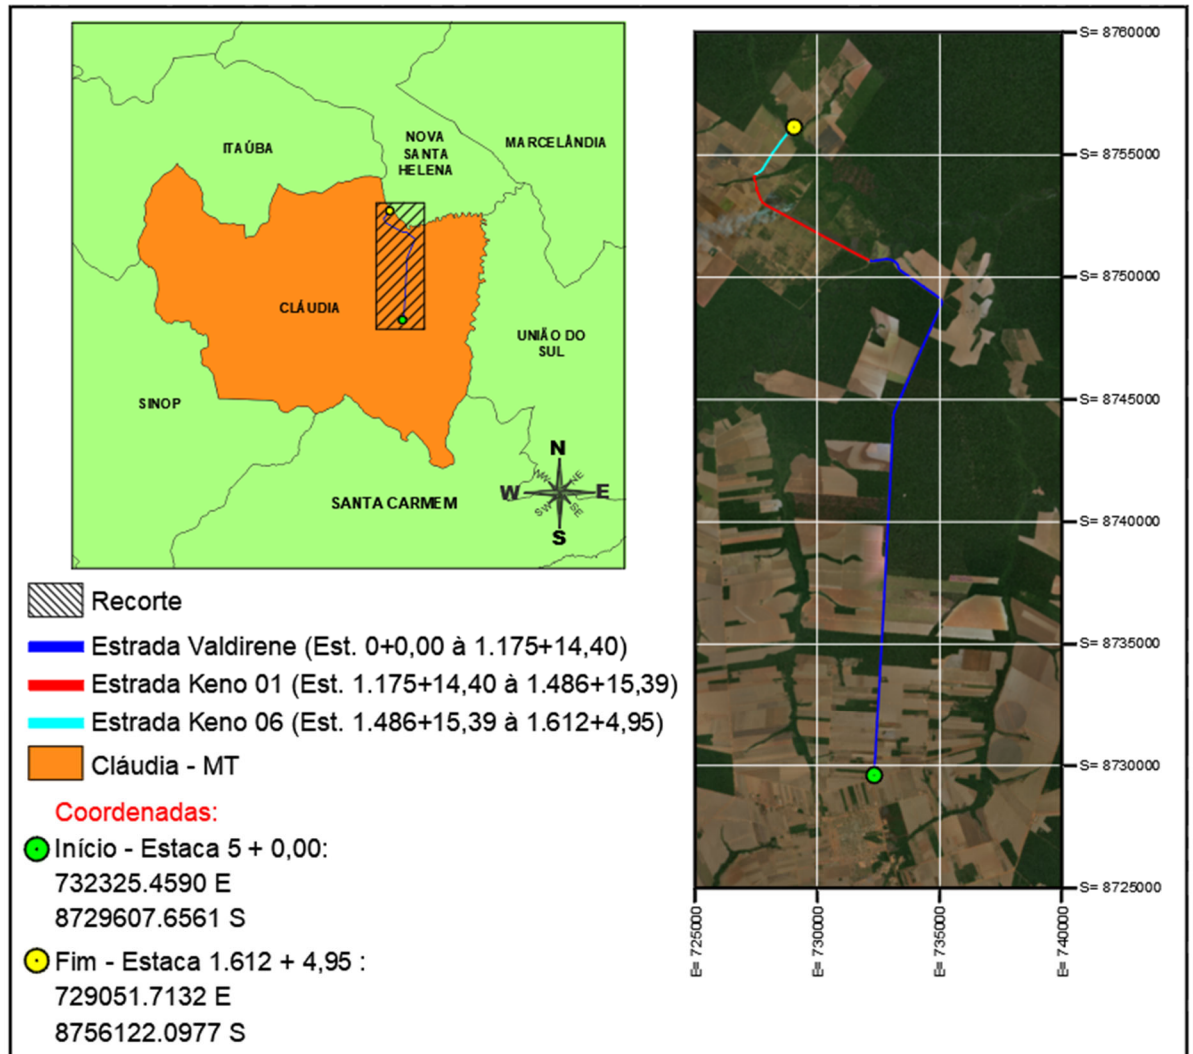 ITAÚBA
NOVA
SANTA
HELENA
MARCELÂNDIA
CLÁUDIA
UNIÃO DO
SUL
SINOP
SANTA CARMEM
N
NW
NE
W
E
SW
SE
S
Recorte
Estrada Valdirene (Est. 0+0,00 à 1.175+14,40)
Estrada Keno 01 (Est. 1.175+14,40 à 1.486+15,39)
Estrada Keno 06 (Est. 1.486+15,39 à 1.612+4,95)
Cláudia - MT
Coordenadas:
Início - Estaca 5 + 0,00:
732325.4590 E
8729607.6561 S
Fim - Estaca 1.612 + 4,95 :
729051.7132 E
8756122.0977 S
S= 8760000
S= 8755000
S= 8750000
S= 8745000
S= 8740000
S= 8735000
S= 8730000
S= 8725000
E= 725000
E= 730000
E= 735000
E= 740000